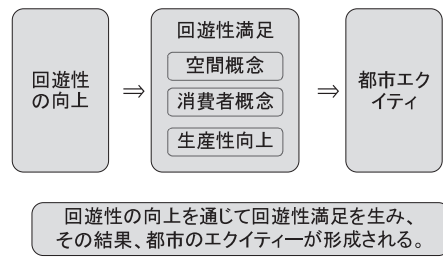 回遊性
の向上
⇒
回遊性満足
空間概念
消費者概念
生産性向上
⇒
都市エク
イティ
回遊性の向上を通じて回遊性満足を生み、
その結果、都市のエクイティーが形成される。